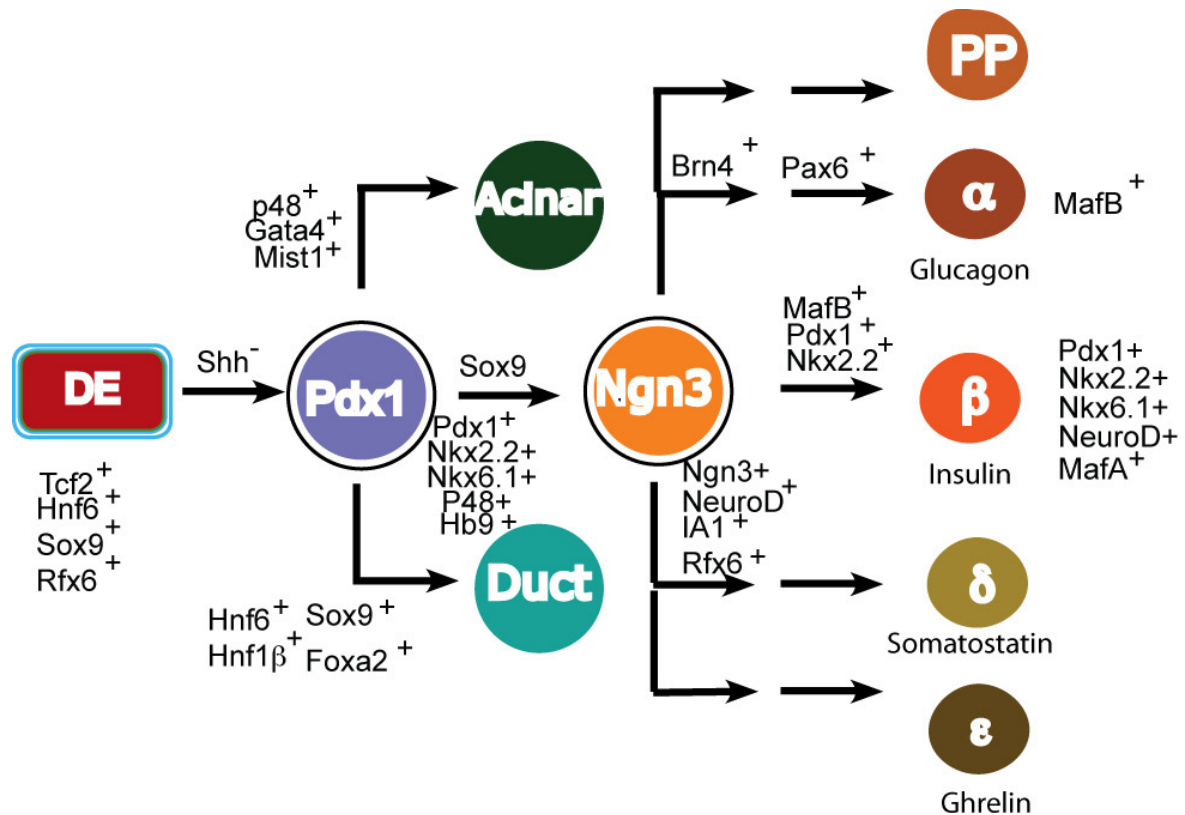 PP
Brn4 +
Pax6 +
α
MafB +
Glucagon
p48+
Gata4+
Mist1+
Acinar
DE
Shh-
Pdx1
Sox9
Ngn3
MafB+
Pdx1 +
Nkx2.2+
β
Insulin
Pdx1+
Nkx2.2+
Nkx6.1+
NeuroD+
MafA+
Tcf2+
Hnf6 +
Sox9+
Rfx6 +
Pdx1+
Nkx2.2+
Nkx6.1+
P48+
Hb9 +
Ngn3+
NeuroD+
IA1 +
Rfx6 +
Duct
Hnf6+ Sox9 +
Hnf1β+ Foxa2 +
δ
Somatostatin
ε
Ghrelin